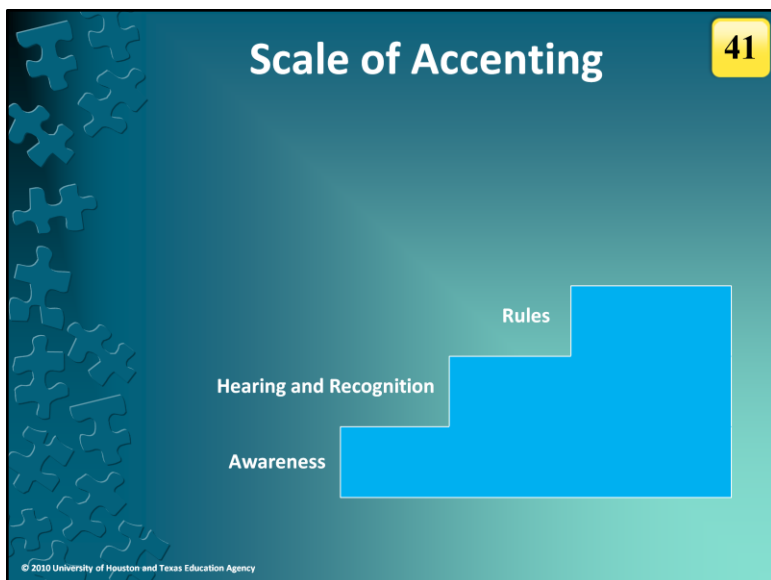 Scale of Accenting
41
Rules
Hearing and Recognition
Awareness
© 2010 University of Houston and Texas Education Agency